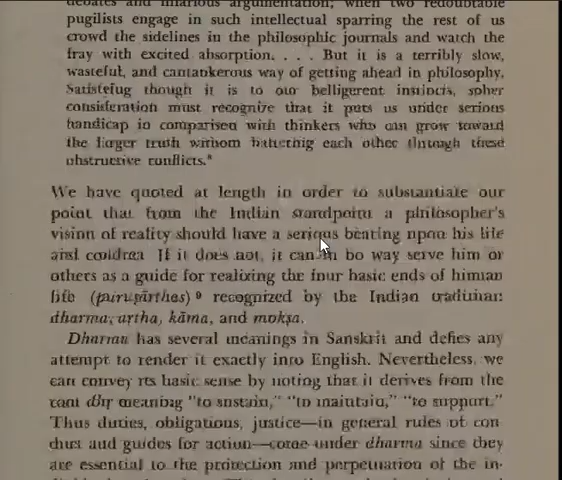 debates and hilarious argumentation; when two redoubtable
pugilists engage in such intellectual sparring the rest of us
crowd the sidelines in the philosophic journals and watch the
fray with excited absorption. . . . But it is a terribly slow,
wasteful, and cantankerous way of getting ahead in philosophy.
Satisfying though it is to our belligerent instincts, sober
consideration must recognize that it puts us under serious
handicap in comparison with thinkers who can grow toward
the larger truth without battering each other through these
obstructive conflicts.⁸
We have quoted at length in order to substantiate our
point that from the Indian standpoint a philosopher's
vision of reality should have a serious bearing upon his life
and conduct. If it does not, it can in no way serve him or
others as a guide for realizing the four basic ends of human
life (puruṣārthas) ⁹ recognized by the Indian tradition:
dharma, artha, kāma, and mokṣa.
Dharma has several meanings in Sanskrit and defies any
attempt to render it exactly into English. Nevertheless, we
can convey its basic sense by noting that it derives from the
root dhṛ meaning "to sustain," "to maintain," "to support."
Thus duties, obligations, justice—in general rules of con
duct and guides for action—come under dharma since they
are essential to the protection and perpetuation of the in-